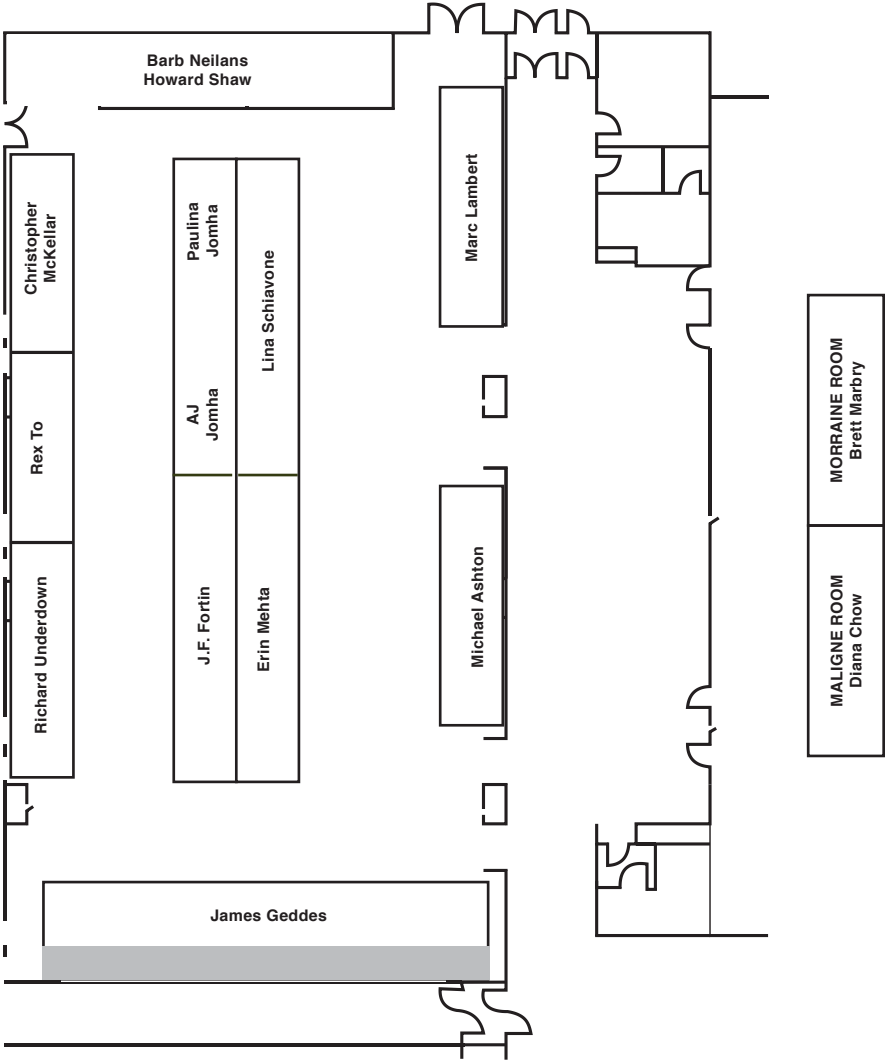 Barb Neilans
Howard Shaw
Christopher
McKellar
Rex To
Richard Underdown
Paulina
Jomha
AJ
Jomha
Lina Schiavone
J.F. Fortin
Erin Mehta
Marc Lambert
Michael Ashton
MORRAINE ROOM
Brett Marbry
MALIGNE ROOM
Diana Chow
James Geddes